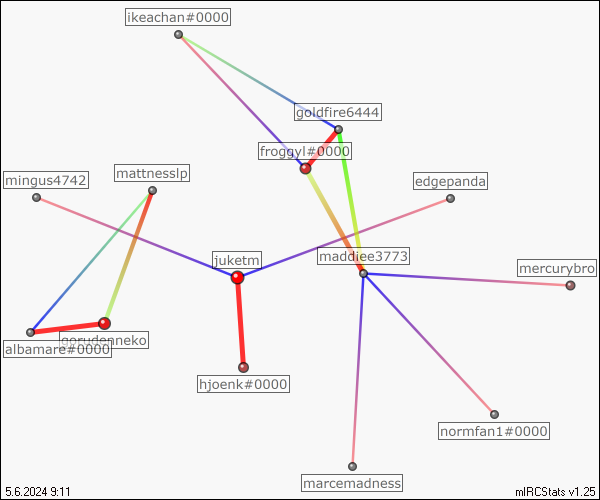 ikeachan#0000
goldfire6444
froggyl#0000
mattnesslp
mingus4742
edgepanda
juketm
maddiee3773
mercurybro
gorudenneko
albamare#0000
hjoenk#0000
normfan1#0000
marcemadness
5.6.2024 9:11
mIRCStats v1.25